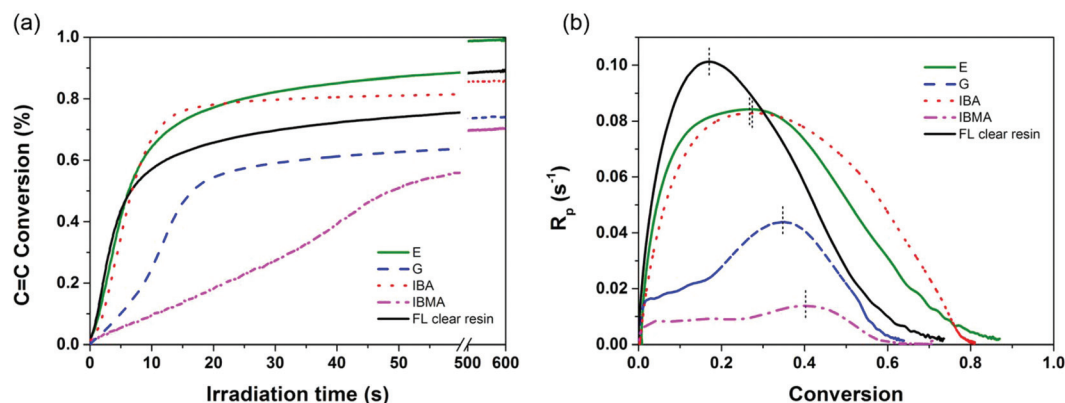 (a)
C=C Conversion (%)
1.0
0.8
0.6
0.4
0.2
0.0
E
G
IBA
IBMA
FL clear resin
0 10 20 30 40 50 500 600
Irradiation time (s)
(b)
Rₚ (s⁻¹)
0.10
0.08
0.06
0.04
0.02
0.00
E
G
IBA
IBMA
FL clear resin
0.0 0.2 0.4 0.6 0.8 1.0
Conversion